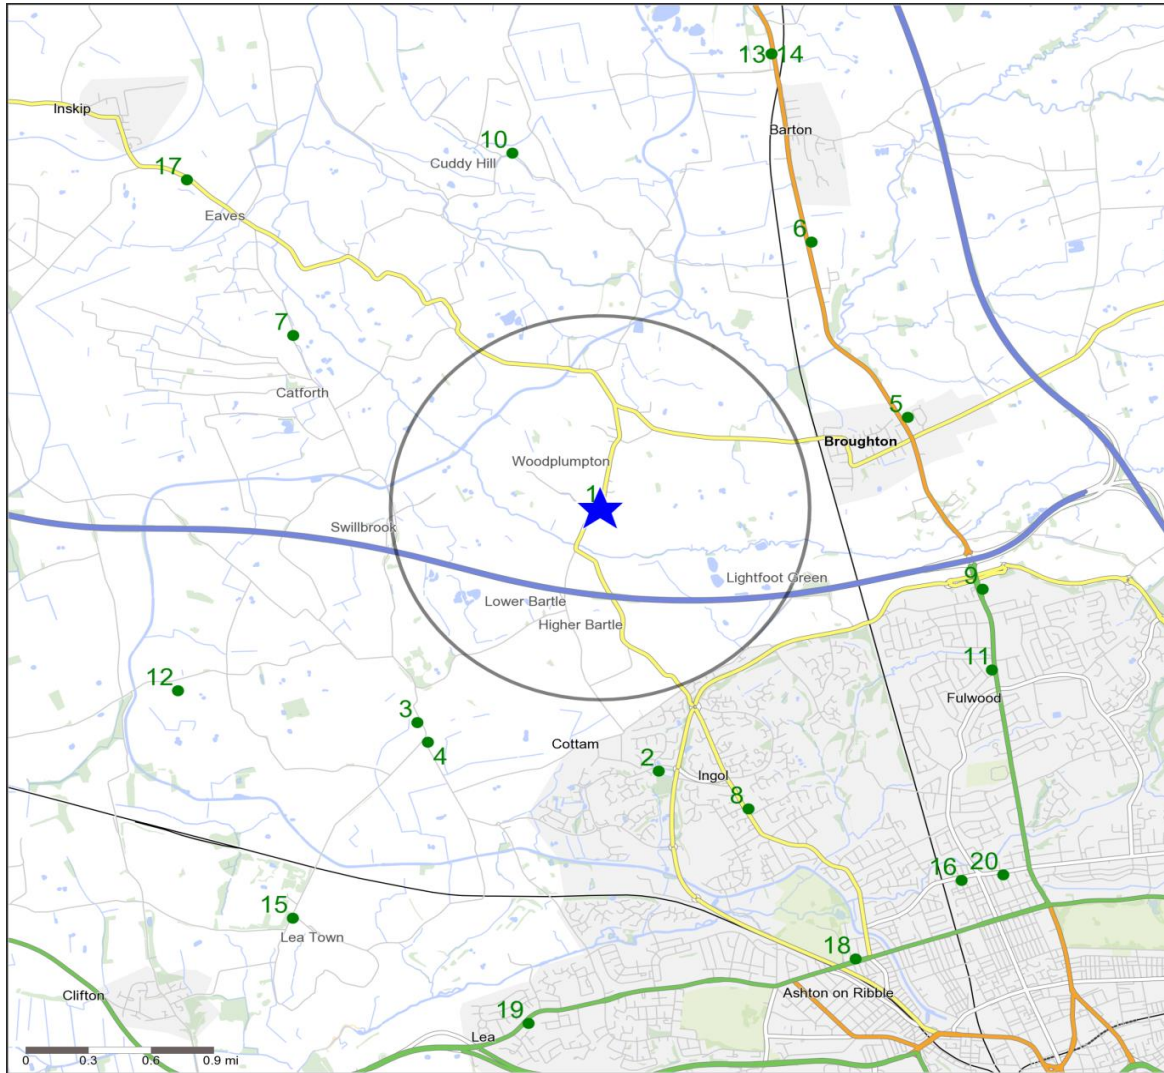 13 14
Inskip
Barton
10
Cuddy Hill
17
Eaves
6
7
Catforth
5
Broughton
Woodplumpton
1
Swillbrook
Lightfoot Green
9
Lower Bartle
Higher Bartle
12
11
Fulwood
3
4
Cottam
2
Ingol
8
16
20
15
Lea Town
18
Clifton
Ashton on Ribble
19
Lea
0 0.3 0.6 0.9 mi